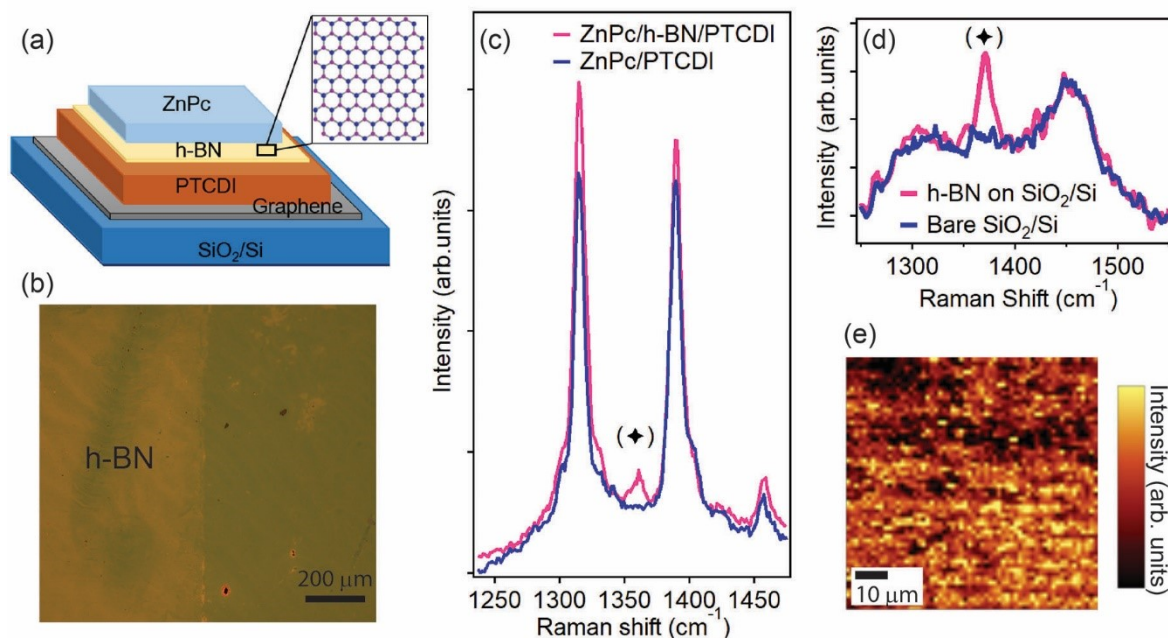 (a)
ZnPc
h-BN
PTCDI
Graphene
SiO₂/Si
(b)
h-BN
200 μm
(c)
ZnPc/h-BN/PTCDI
ZnPc/PTCDI
(✦)
Intensity (arb.units)
1250 1300 1350 1400 1450
Raman shift (cm⁻¹)
(d)
(✦)
h-BN on SiO₂/Si
Bare SiO₂/Si
Intensity (arb.units)
1300 1400 1500
Raman Shift (cm⁻¹)
(e)
10 μm
Intensity (arb. units)